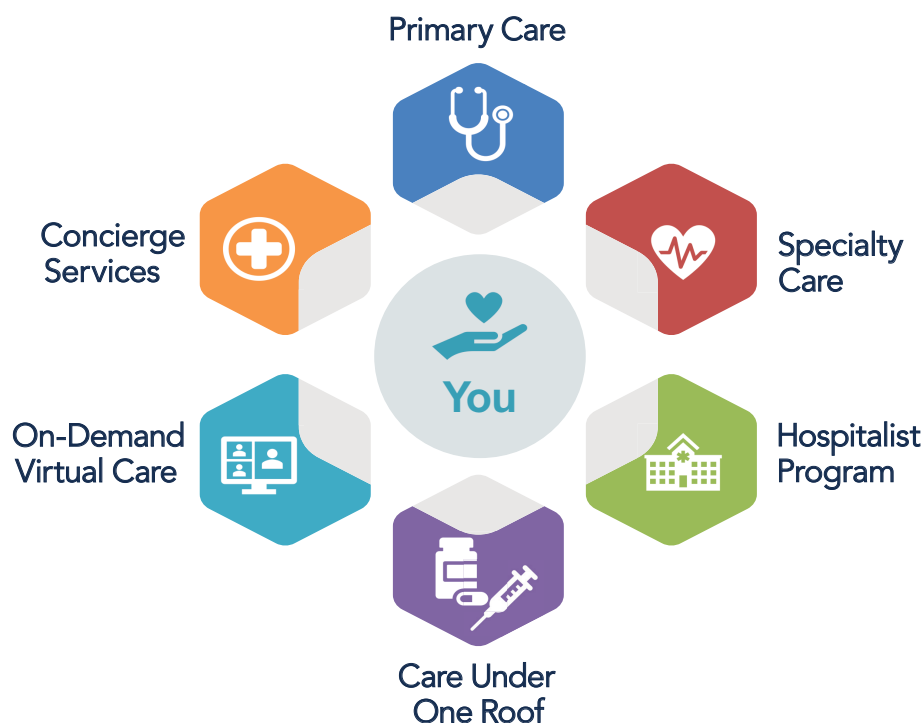 Primary Care
Concierge
Services
Specialty
Care
You
On-Demand
Virtual Care
Hospitalist
Program
Care Under
One Roof